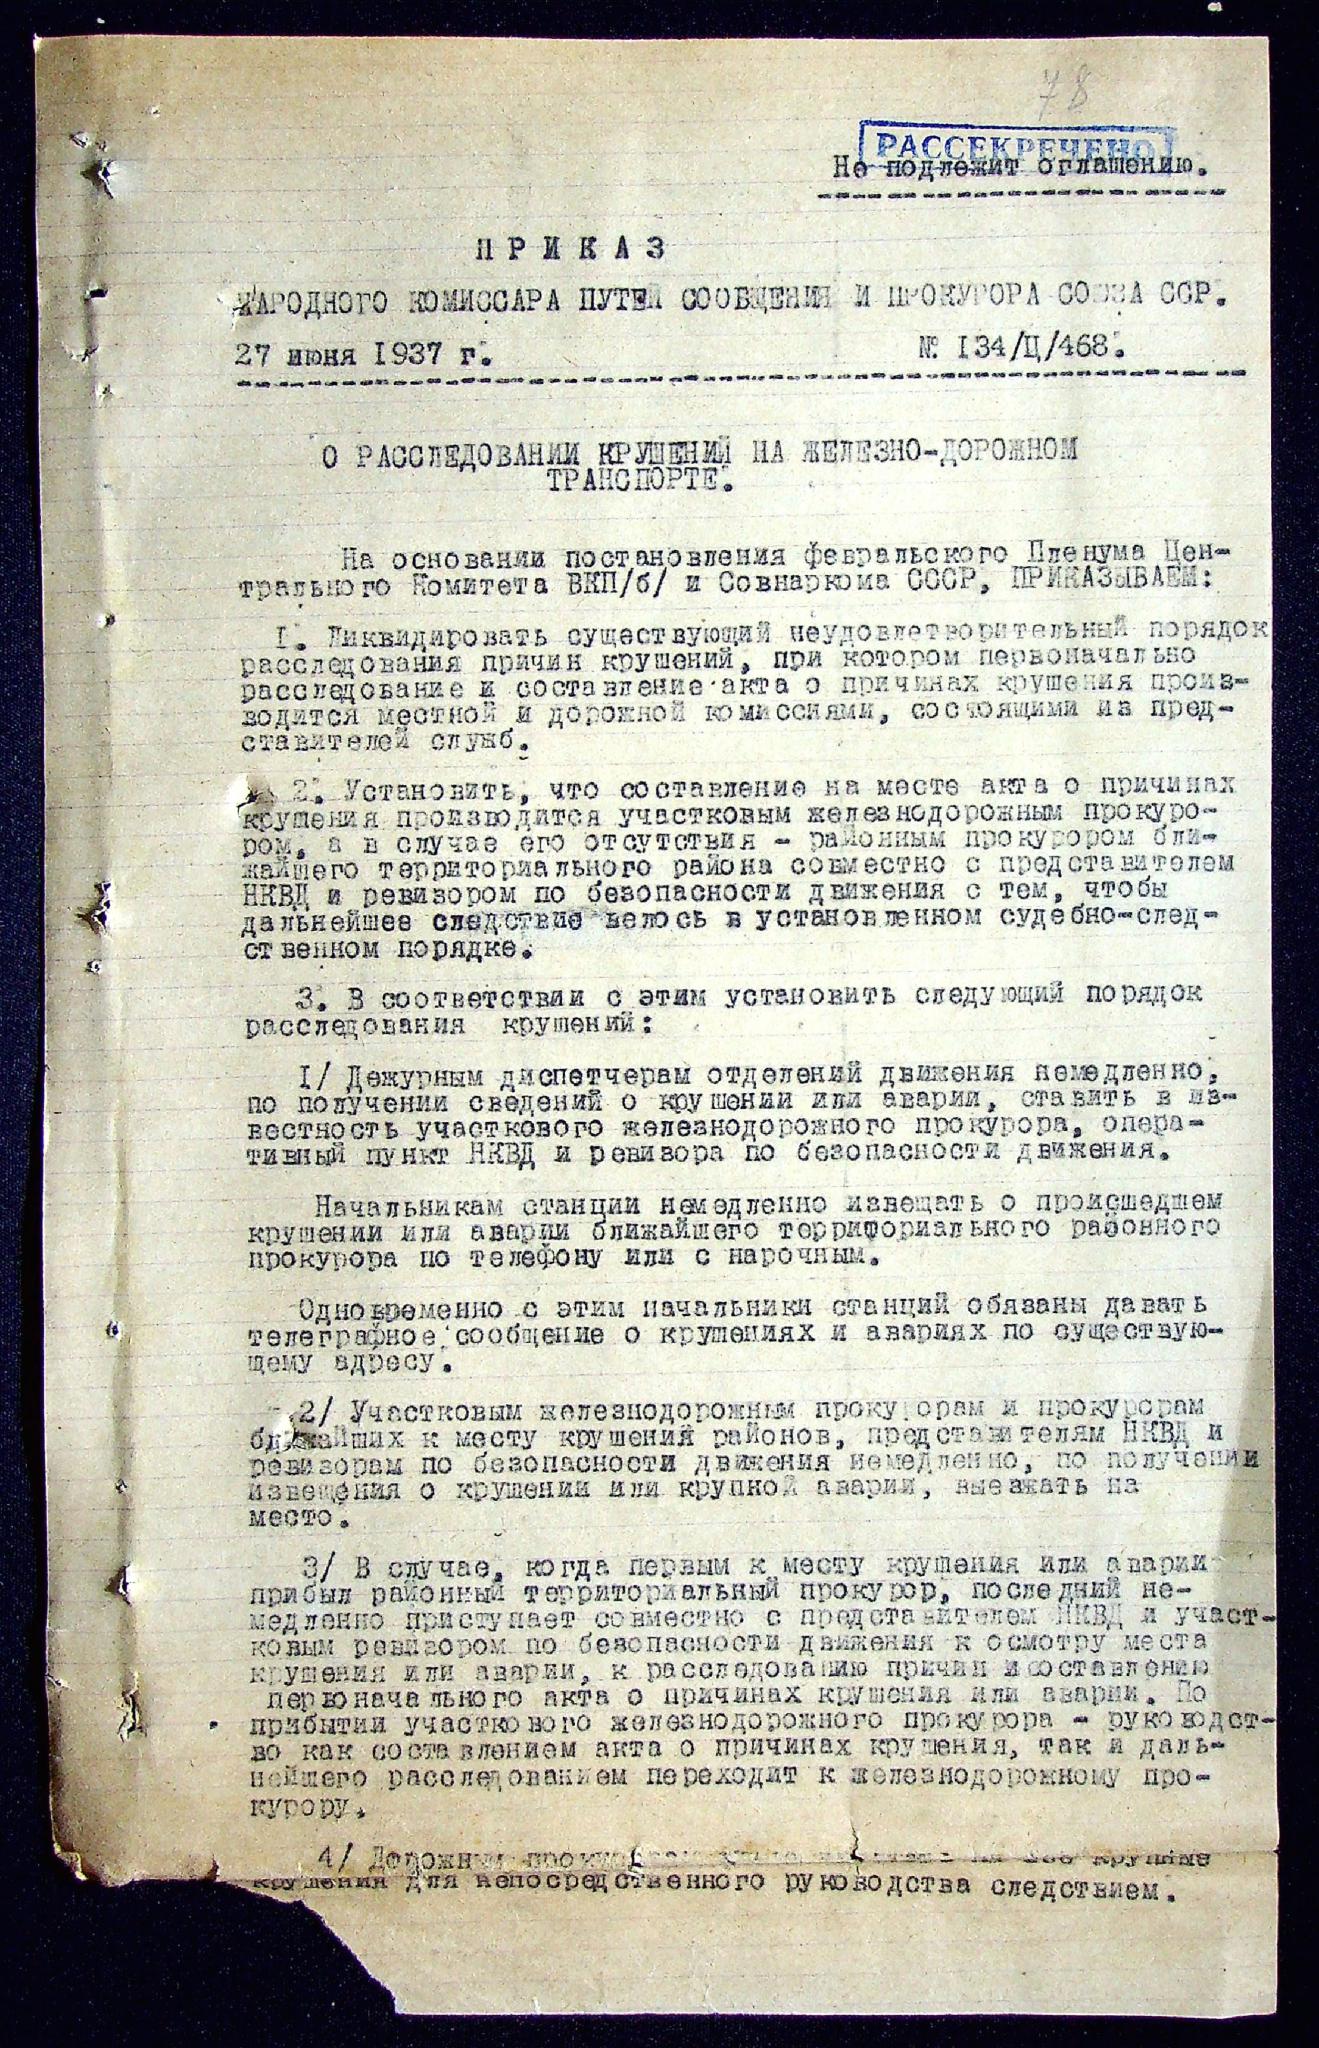 78
РАССЕКРЕЧЕНО
Не подлежит оглашению.
ПРИКАЗ
НАРОДНОГО КОМИССАРА ПУТЕЙ СООБЩЕНИЯ И ПРОКУРОРА СОЮЗА ССР.
27 июня 1937 г. № 134/Ц/468.
О РАССЛЕДОВАНИИ КРУШЕНИЙ НА ЖЕЛЕЗНО-ДОРОЖНОМ
ТРАНСПОРТЕ.
На основании постановления февральского Пленума Цен-
трального Комитета ВКП/б/ и Совнаркома СССР, ПРИКАЗЫВАЕМ:
I. Ликвидировать существующий неудовлетворительный порядок
расследования причин крушений, при котором первоначально
расследование и составление акта о причинах крушения произ-
водится местной и дорожной комиссиями, состоящими из пред-
ставителей служб.
2. Установить, что составление на месте акта о причинах
крушения производится участковым железнодорожным прокуро-
ром, а в случае его отсутствия - районным прокурором бли-
жайшего территориального района совместно с представителем
НКВД и ревизором по безопасности движения с тем, чтобы
дальнейшее следствие велось в установленном судебно-след-
ственном порядке.
3. В соответствии с этим установить следующий порядок
расследования крушений:
I/ Дежурным диспетчерам отделений движения немедленно,
по получении сведений о крушении или аварии, ставить в из-
вестность участкового железнодорожного прокурора, опера-
тивный пункт НКВД и ревизора по безопасности движения.
Начальникам станции немедленно извещать о происшедшем
крушении или аварии ближайшего территориального районного
прокурора по телефону или с нарочным.
Одновременно с этим начальники станций обязаны давать
телеграфное сообщение о крушениях и авариях по существую-
щему адресу.
2/ Участковым железнодорожным прокурорам и прокурорам
ближайших к месту крушения районов, представителям НКВД и
ревизорам по безопасности движения немедленно, по получении
извещения о крушении или крупной аварии, выезжать на
место.
3/ В случае, когда первым к месту крушения или аварии
прибыл районный территориальный прокурор, последний не-
медленно приступает совместно с представителем НКВД и участ-
ковым ревизором по безопасности движения к осмотру места
крушения или аварии, к расследованию причин и составлению
первоначального акта о причинах крушения или аварии. По
прибытии участкового железнодорожного прокурора - руководст-
во как составлением акта о причинах крушения, так и даль-
нейшего расследованием переходит к железнодорожному про-
курору.
4/ Дорожным крупные
крушения для непосредственного руководства следствием.